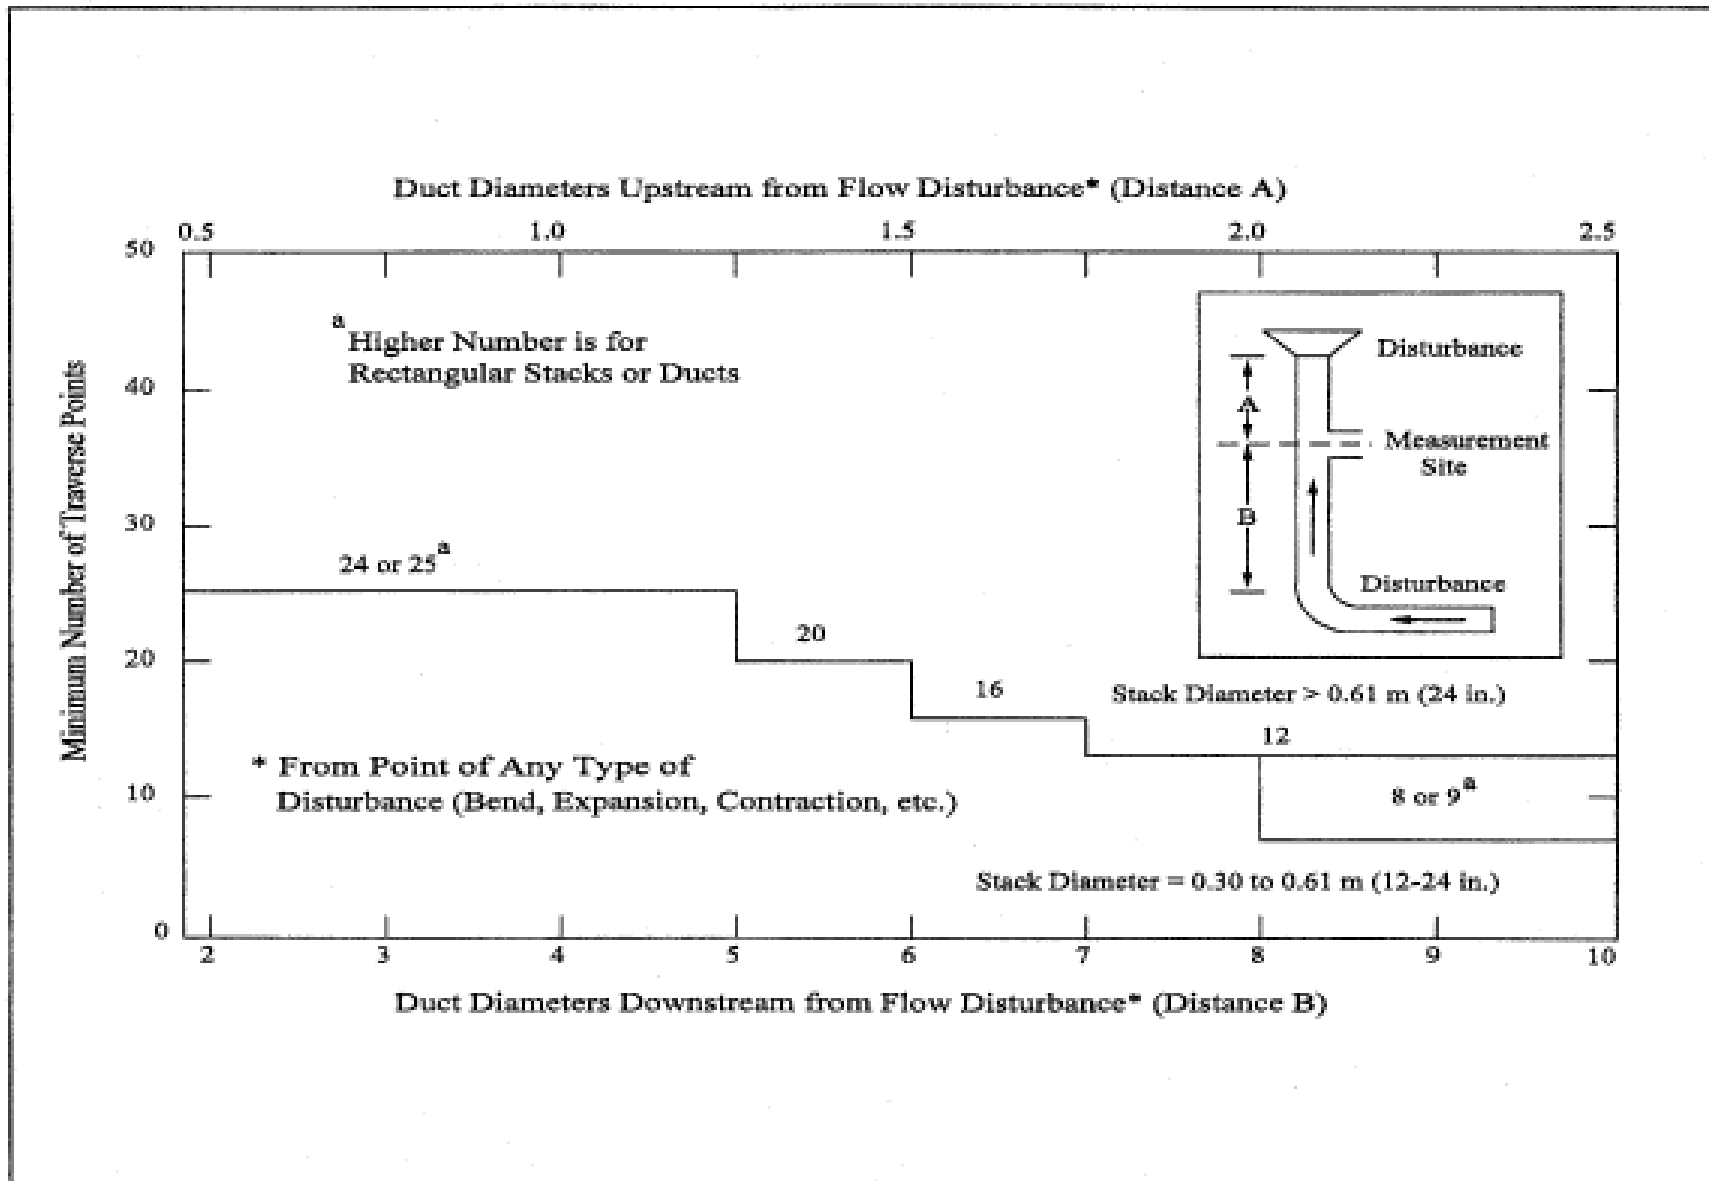 Duct Diameters Upstream from Flow Disturbance* (Distance A)
0.5 1.0 1.5 2.0 2.5
50
40
30
20
10
0
Minimum Number of Traverse Points
a Higher Number is for
Rectangular Stacks or Ducts
Disturbance
A
Measurement
Site
B
Disturbance
24 or 25a
20
16
Stack Diameter > 0.61 m (24 in.)
12
* From Point of Any Type of
Disturbance (Bend, Expansion, Contraction, etc.)
8 or 9a
Stack Diameter = 0.30 to 0.61 m (12-24 in.)
2 3 4 5 6 7 8 9 10
Duct Diameters Downstream from Flow Disturbance* (Distance B)